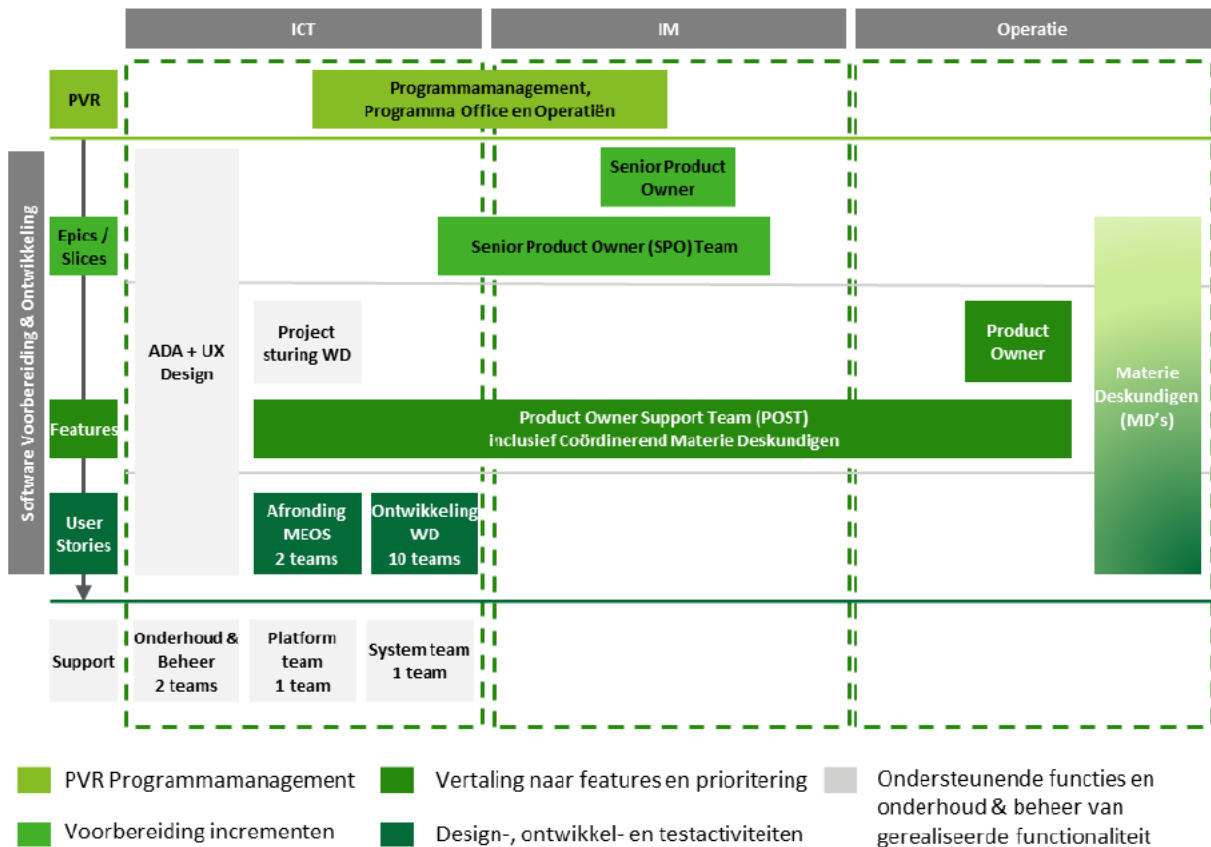 ICT
IM
Operatie
PVR
Programmamanagement,
Programma Office en Operatiën
Software Voorbereiding & Ontwikkeling
Senior Product
Owner
Epics /
Slices
Senior Product Owner (SPO) Team
ADA + UX
Design
Project
sturing WD
Product
Owner
Materie
Deskundigen
(MD's)
Features
Product Owner Support Team (POST)
inclusief Coördinerend Materie Deskundigen
User
Stories
Afronding
MEOS
2 teams
Ontwikkeling
WD
10 teams
Support
Onderhoud &
Beheer
2 teams
Platform
team
1 team
System team
1 team
PVR Programmamanagement
Voorbereiding incrementen
Vertaling naar features en prioritering
Design-, ontwikkel- en testactiviteiten
Ondersteunende functies en
onderhoud & beheer van
gerealiseerde functionaliteit